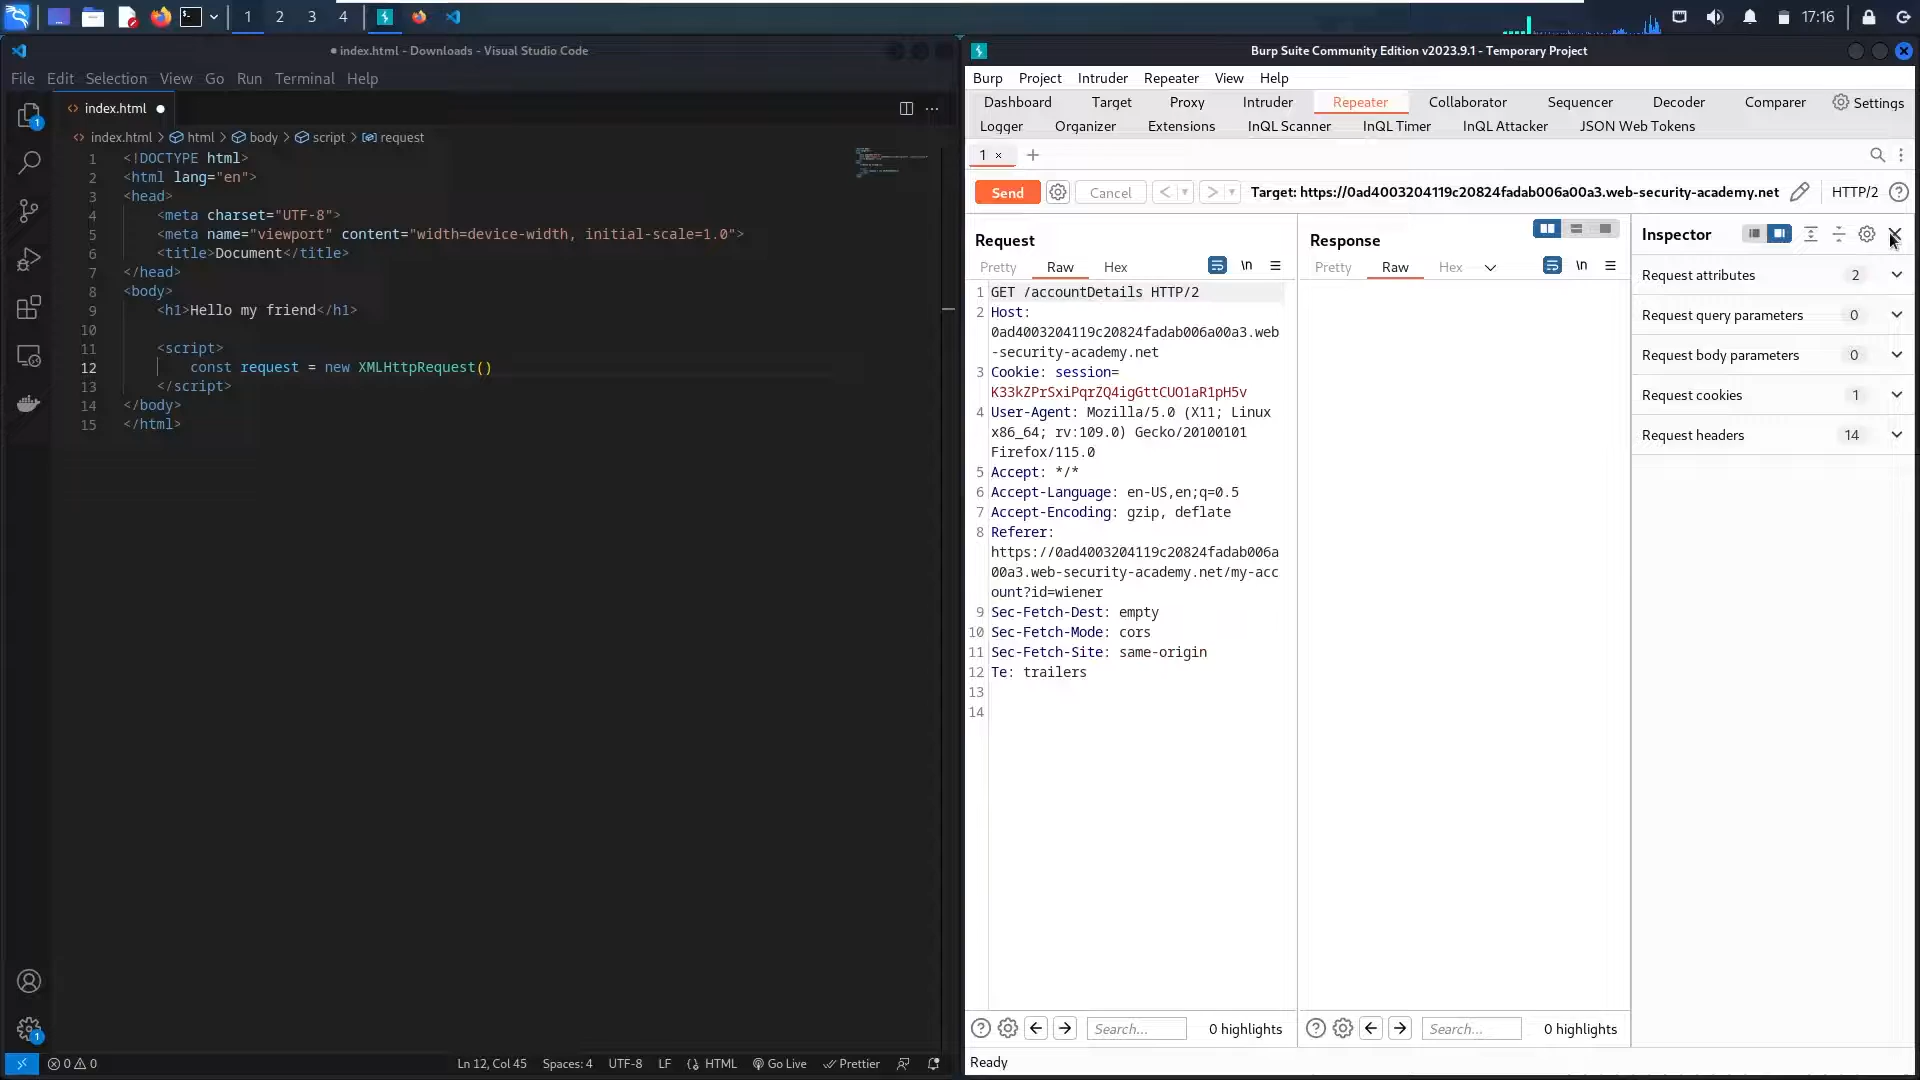 1 2 3 4
17:16
index.html - Downloads - Visual Studio Code
File Edit Selection View Go Run Terminal Help
index.html
index.html > html > body > script > request
1 <!DOCTYPE html>
2 <html lang="en">
3 <head>
4 <meta charset="UTF-8">
5 <meta name="viewport" content="width=device-width, initial-scale=1.0">
6 <title>Document</title>
7 </head>
8 <body>
9 <h1>Hello my friend</h1>
10
11 <script>
12 const request = new XMLHttpRequest()
13 </script>
14 </body>
15 </html>
1
1
0 0
Ln 12, Col 45 Spaces: 4 UTF-8 LF HTML Go Live Prettier
Burp Suite Community Edition v2023.9.1 - Temporary Project
Burp Project Intruder Repeater View Help
Dashboard Target Proxy Intruder Repeater Collaborator Sequencer Decoder Comparer Settings
Logger Organizer Extensions InQL Scanner InQL Timer InQL Attacker JSON Web Tokens
1 × +
Send Cancel < > Target: https://0ad4003204119c20824fadab006a00a3.web-security-academy.net HTTP/2
Request
Pretty Raw Hex \n
1 GET /accountDetails HTTP/2
2 Host:
0ad4003204119c20824fadab006a00a3.web
-security-academy.net
3 Cookie: session=
K33kZPrSxiPqrZQ4igGttCUO1aR1pH5v
4 User-Agent: Mozilla/5.0 (X11; Linux
x86_64; rv:109.0) Gecko/20100101
Firefox/115.0
5 Accept: */*
6 Accept-Language: en-US,en;q=0.5
7 Accept-Encoding: gzip, deflate
8 Referer:
https://0ad4003204119c20824fadab006a
00a3.web-security-academy.net/my-acc
ount?id=wiener
9 Sec-Fetch-Dest: empty
10 Sec-Fetch-Mode: cors
11 Sec-Fetch-Site: same-origin
12 Te: trailers
13
14
Search... 0 highlights
Response
Pretty Raw Hex \n
Search... 0 highlights
Inspector
Request attributes 2
Request query parameters 0
Request body parameters 0
Request cookies 1
Request headers 14
Ready